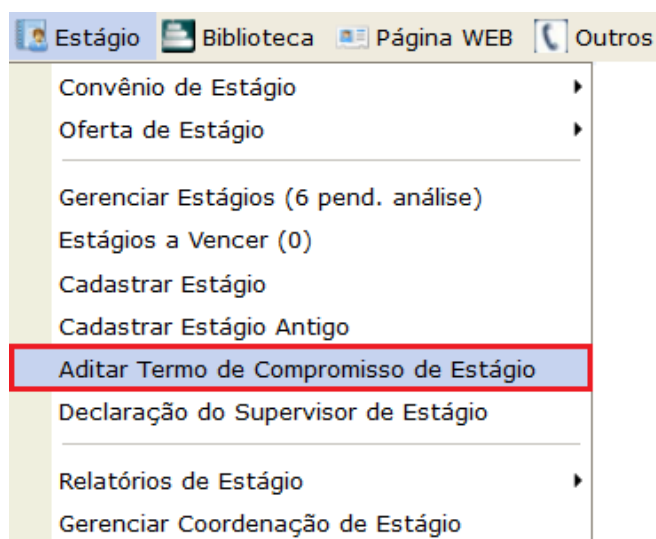 Estágio Biblioteca Página WEB Outros
Convênio de Estágio
Oferta de Estágio
Gerenciar Estágios (6 pend. análise)
Estágios a Vencer (0)
Cadastrar Estágio
Cadastrar Estágio Antigo
Aditar Termo de Compromisso de Estágio
Declaração do Supervisor de Estágio
Relatórios de Estágio
Gerenciar Coordenação de Estágio